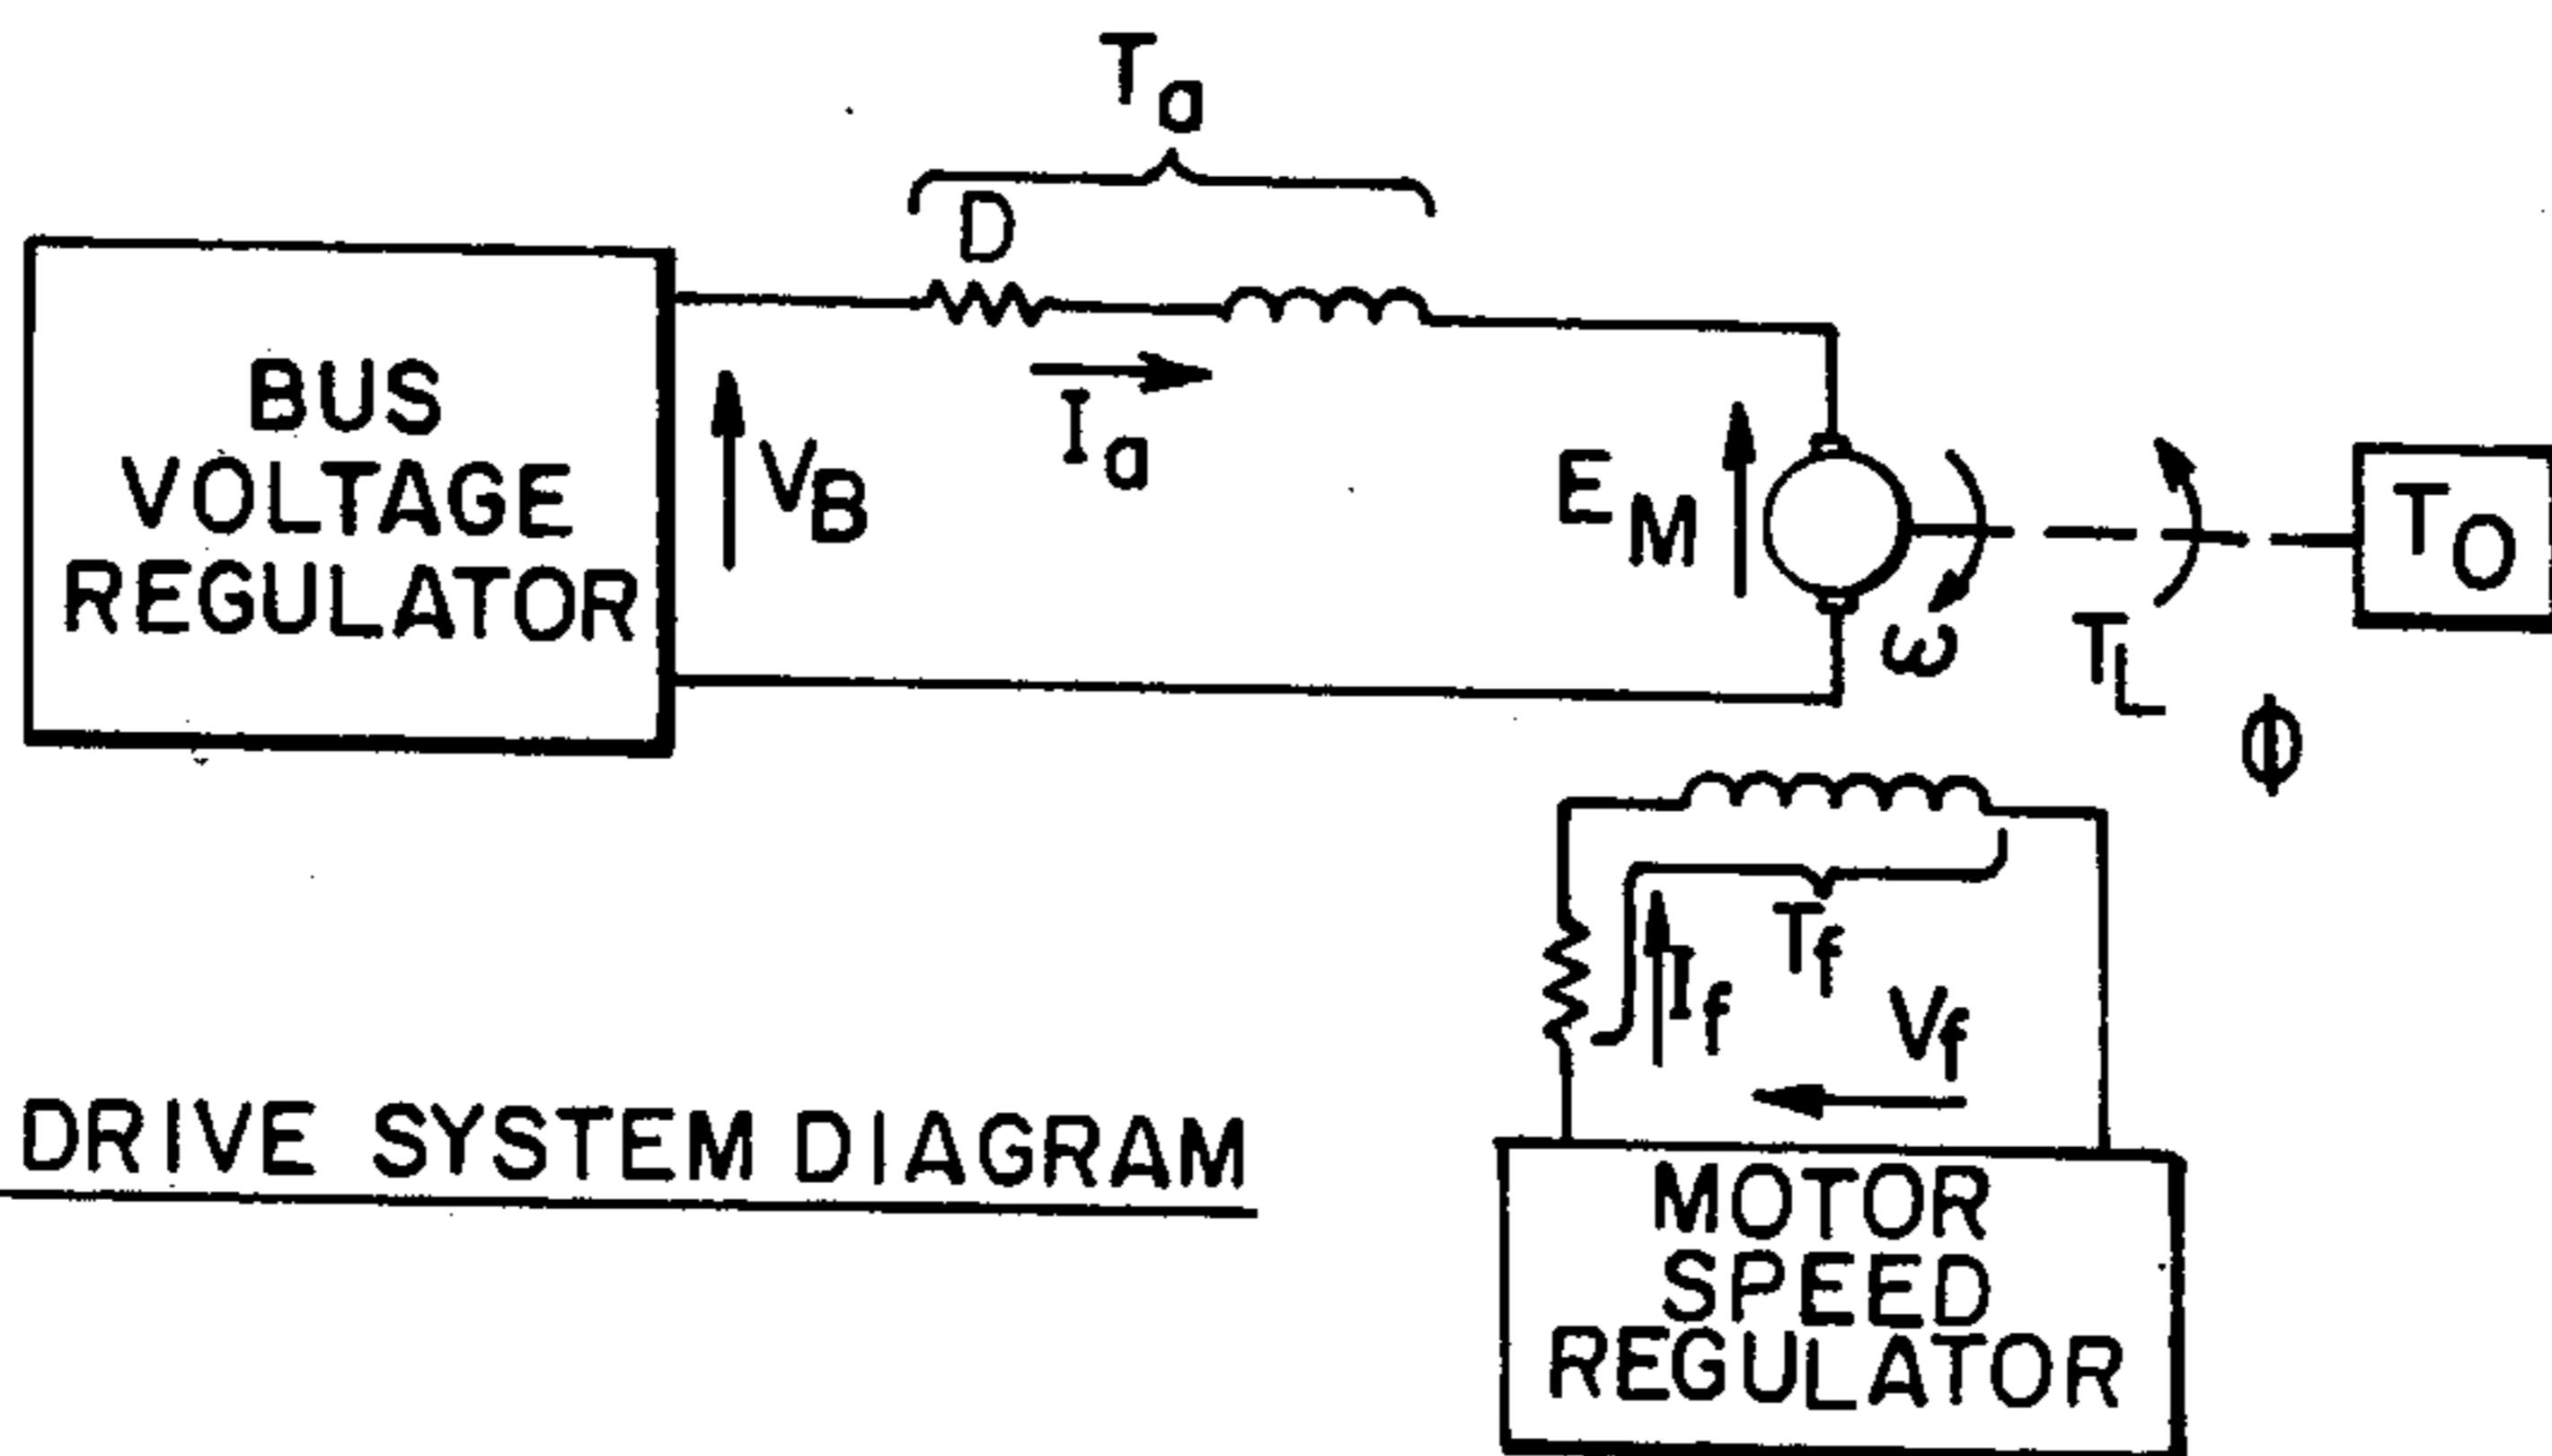 Ta
D
BUS
VOLTAGE
REGULATOR
VB
Ia
EM
ω
TL
TO
ϕ
Tf
If
Vf
DRIVE SYSTEM DIAGRAM
MOTOR
SPEED
REGULATOR